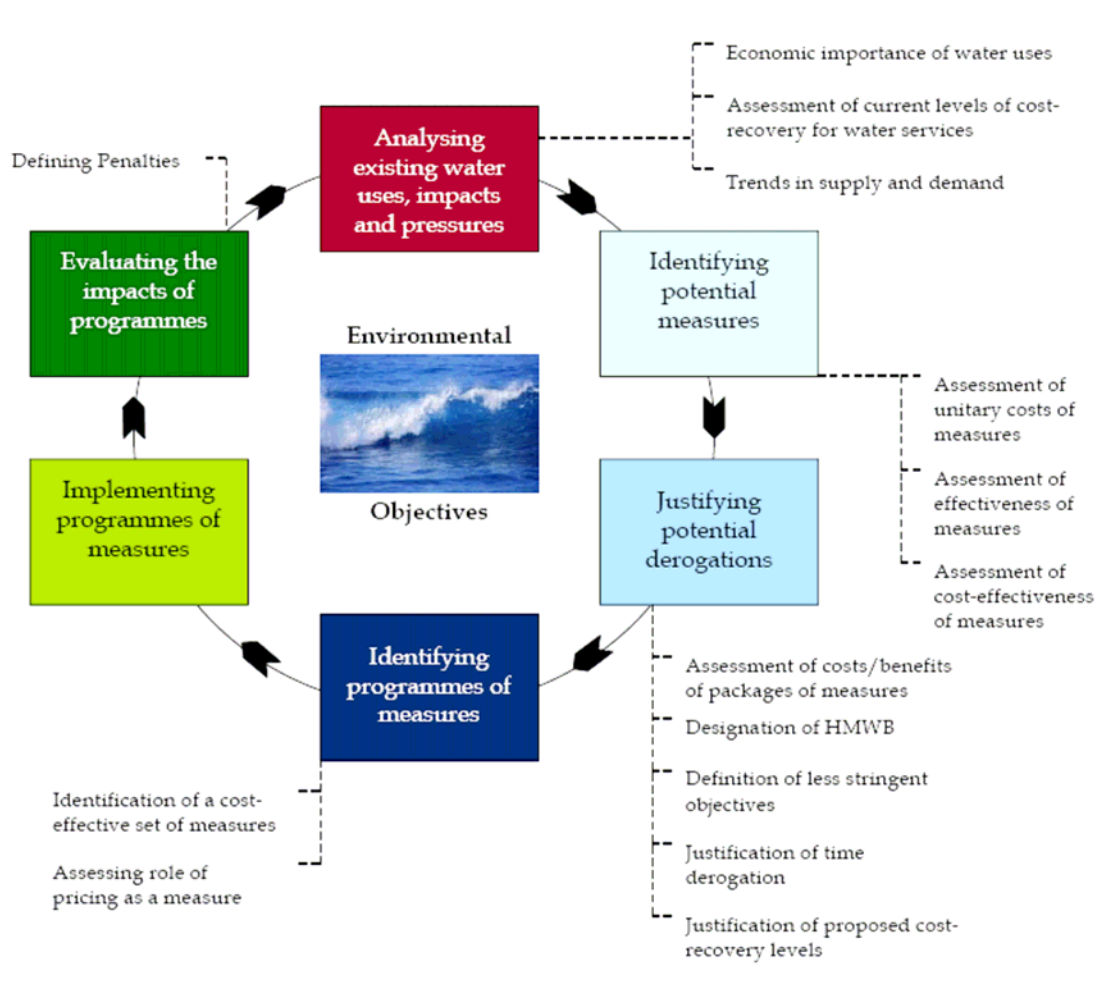 Economic importance of water uses
Assessment of current levels of cost-
recovery for water services
Trends in supply and demand
Analysing
existing water
uses, impacts
and pressures
Defining Penalties
Evaluating the
impacts of
programmes
Identifying
potential
measures
Environmental
Objectives
Assessment of
unitary costs of
measures
Assessment of
effectiveness of
measures
Assessment of
cost-effectiveness
of measures
Implementing
programmes of
measures
Justifying
potential
derogations
Identifying
programmes of
measures
Assessment of costs/benefits
of packages of measures
Designation of HMWB
Definition of less stringent
objectives
Justification of time
derogation
Justification of proposed cost-
recovery levels
Identification of a cost-
effective set of measures
Assessing role of
pricing as a measure